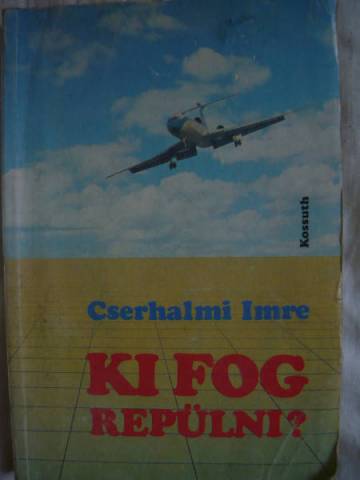 Kossuth
Cserhalmi Imre
KI FOG
REPÜLNI?